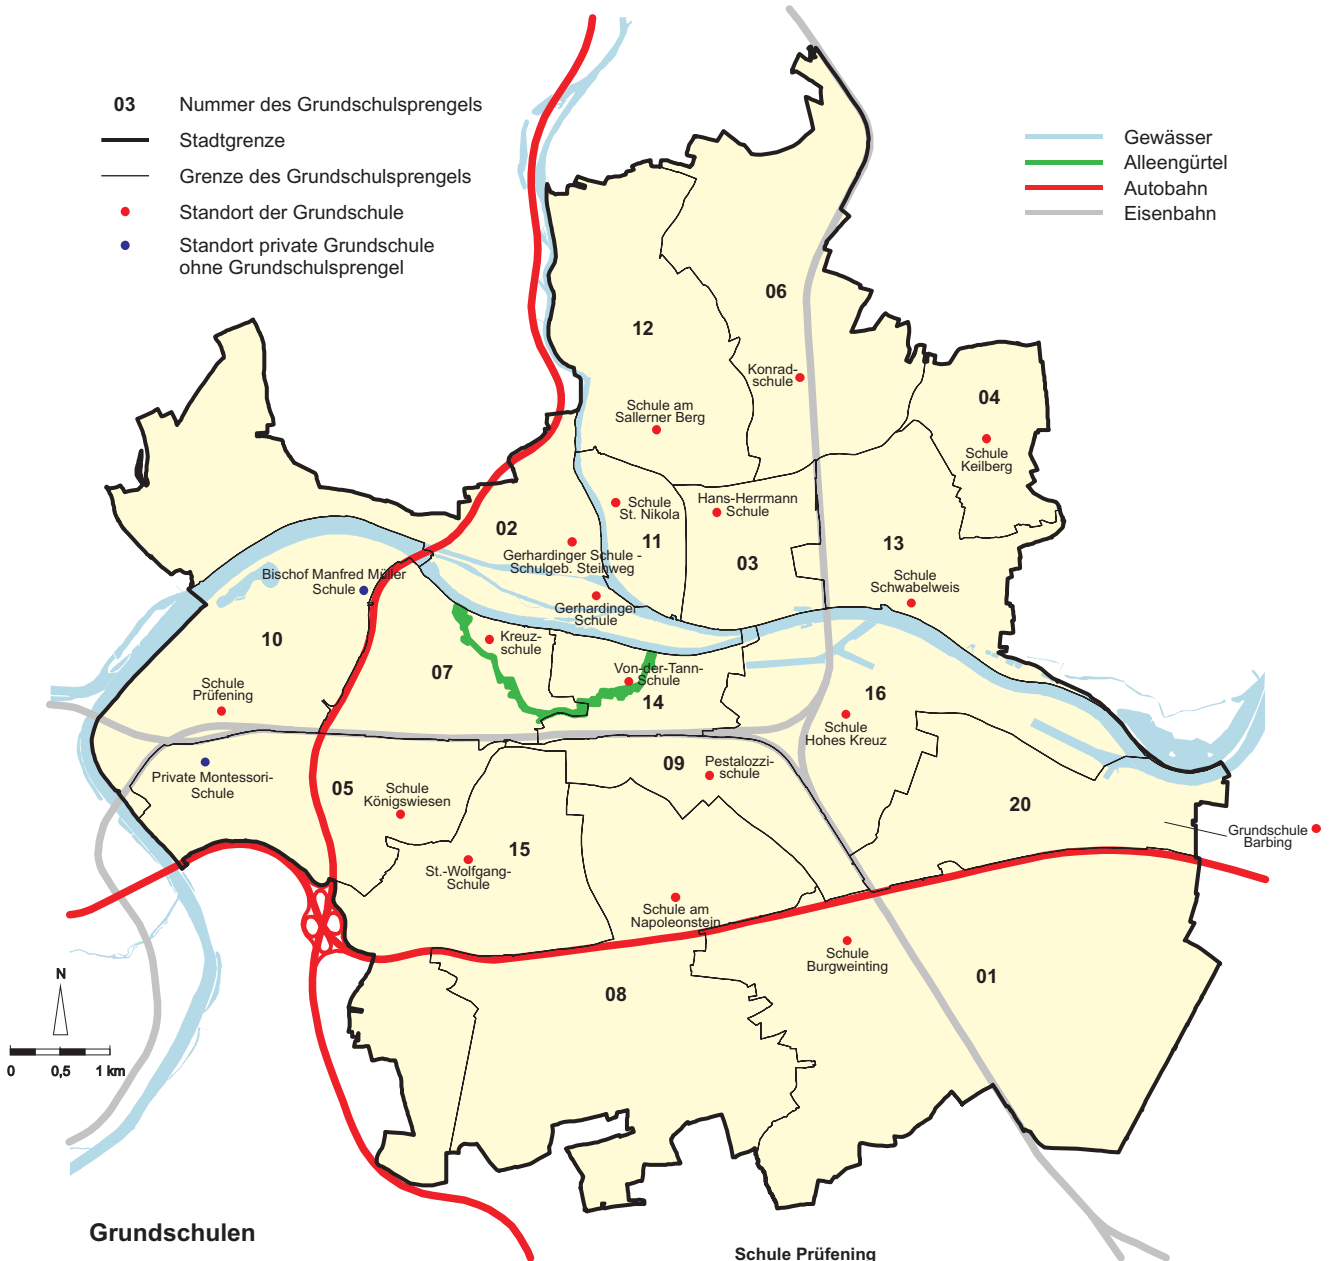 03 Nummer des Grundschulsprengels
Stadtgrenze
Grenze des Grundschulsprengels
Standort der Grundschule
Standort private Grundschule
ohne Grundschulsprengel
Gewässer
Alleengürtel
Autobahn
Eisenbahn
06
12
Konrad-
schule
04
Schule am
Sallerner Berg
Schule
Keilberg
Schule
St. Nikola
Hans-Herrmann
Schule
02
11
03
13
Gerhardinger Schule -
Schulgeb. Steinweg
Bischof Manfred Müller
Schule
Schule
Schwabelweis
Gerhardinger
Schule
10
Kreuz-
schule
07
Von-der-Tann-
Schule
14
Schule
Prüfening
16
Schule
Hohes Kreuz
Private Montessori-
Schule
09
Pestalozzi-
schule
05
Schule
Königswiesen
20
Grundschule
Barbing
15
St.-Wolfgang-
Schule
Schule am
Napoleonstein
Schule
Burgweinting
01
08
N
0 0,5 1 km
Grundschulen
Schule Prüfening